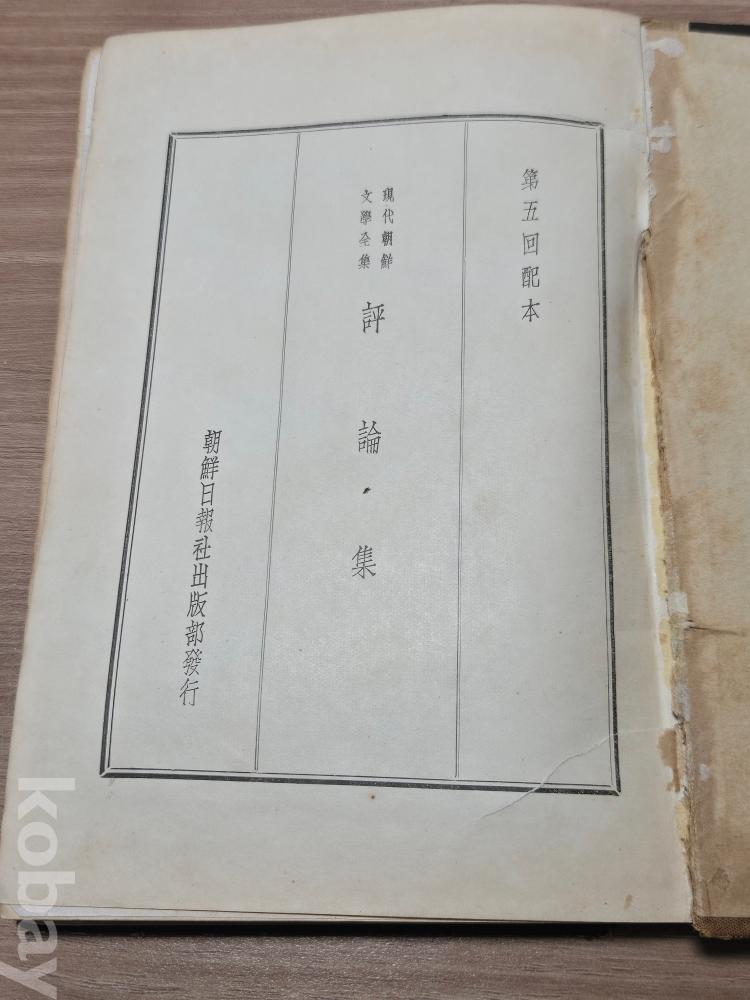 第五回配本
現代朝鮮
文學全集
評論集
朝鮮日報社出版部發行
kobay